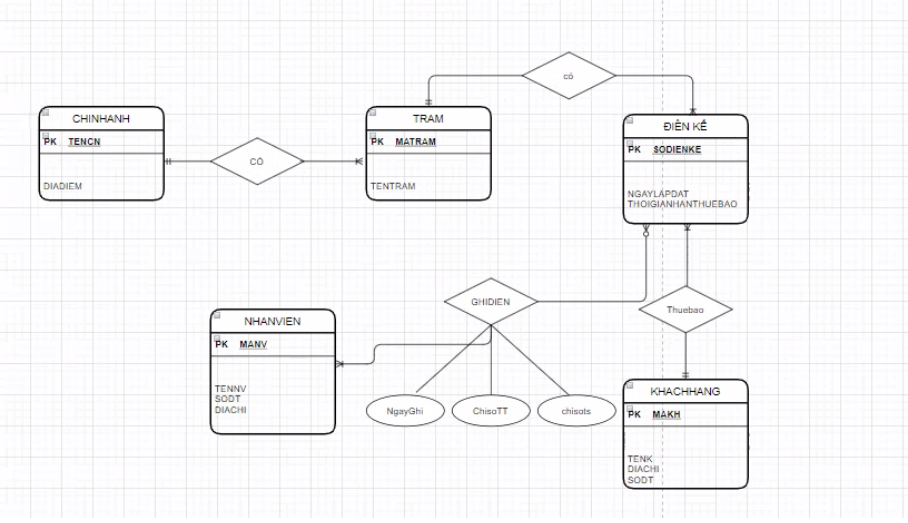 có
CHINHANH
PK TENCN
DIADIEM
CÓ
TRAM
PK MATRAM
TENTRAM
ĐIÊN KẾ
PK SODIENKE
NGAYLAPDAT
THOIGIANHANTHUEBAO
GHIDIEN
Thuebao
NHANVIEN
PK MANV
TENNV
SODT
DIACHI
NgayGhi
ChisoTT
chisots
KHACHHANG
PK MAKH
TENK
DIACHI
SODT